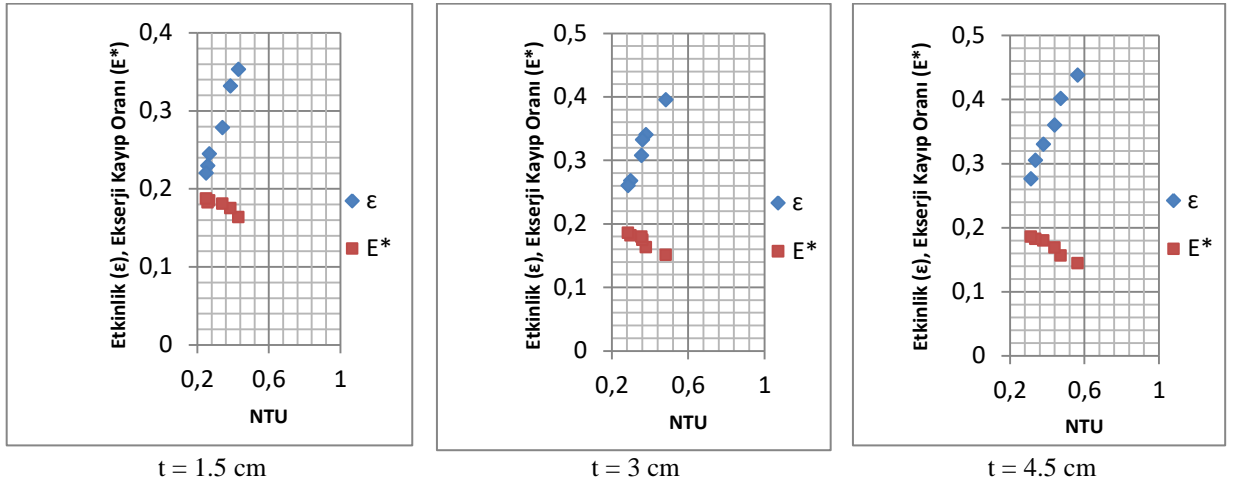 Etkinlik (ε), Ekserji Kayıp Oranı (E*)
0,4
0,3
0,2
0,1
0
0,2 0,6 1
NTU
ε
E*
t = 1.5 cm
Etkinlik (ε), Ekserji Kayıp Oranı (E*)
0,5
0,4
0,3
0,2
0,1
0
0,2 0,6 1
NTU
ε
E*
t = 3 cm
Etkinlik (ε), Ekserji Kayıp Oranı (E*)
0,5
0,4
0,3
0,2
0,1
0
0,2 0,6 1
NTU
ε
E*
t = 4.5 cm